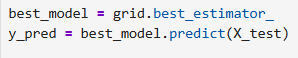 best_model = grid.best_estimator_
y_pred = best_model.predict(X_test)